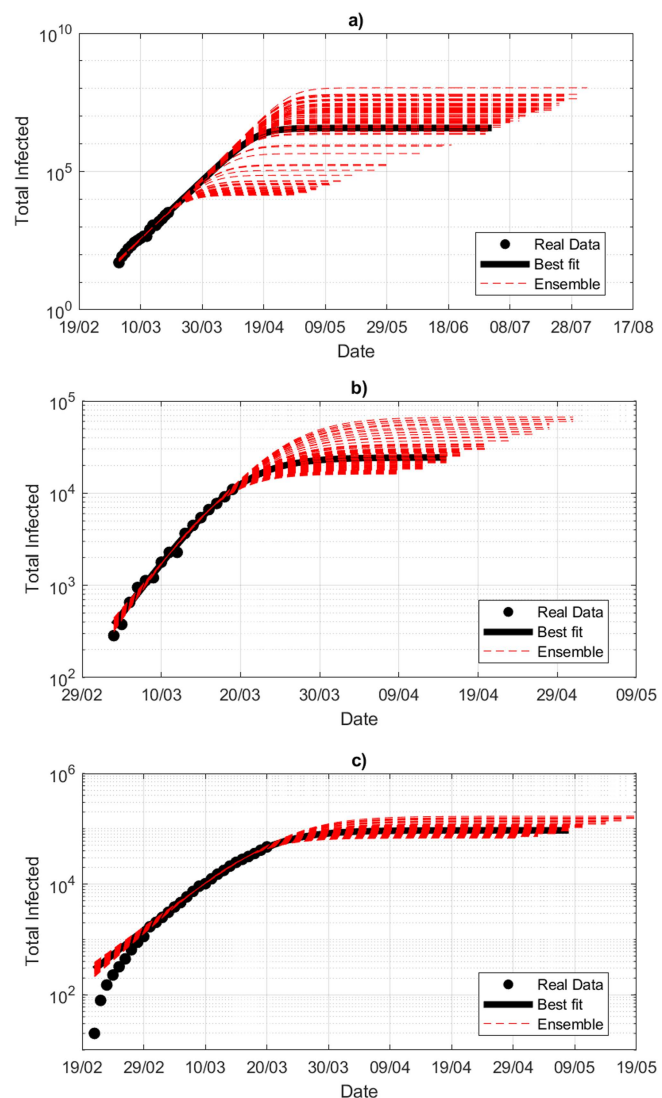 a)
10^10
10^5
10^0
Total Infected
Real Data
Best fit
Ensemble
19/02 10/03 30/03 19/04 09/05 29/05 18/06 08/07 28/07 17/08
Date
b)
10^5
10^4
10^3
10^2
Total Infected
Real Data
Best fit
Ensemble
29/02 10/03 20/03 30/03 09/04 19/04 29/04 09/05
Date
c)
10^6
10^4
10^2
Total Infected
Real Data
Best fit
Ensemble
19/02 29/02 10/03 20/03 30/03 09/04 19/04 29/04 09/05 19/05
Date